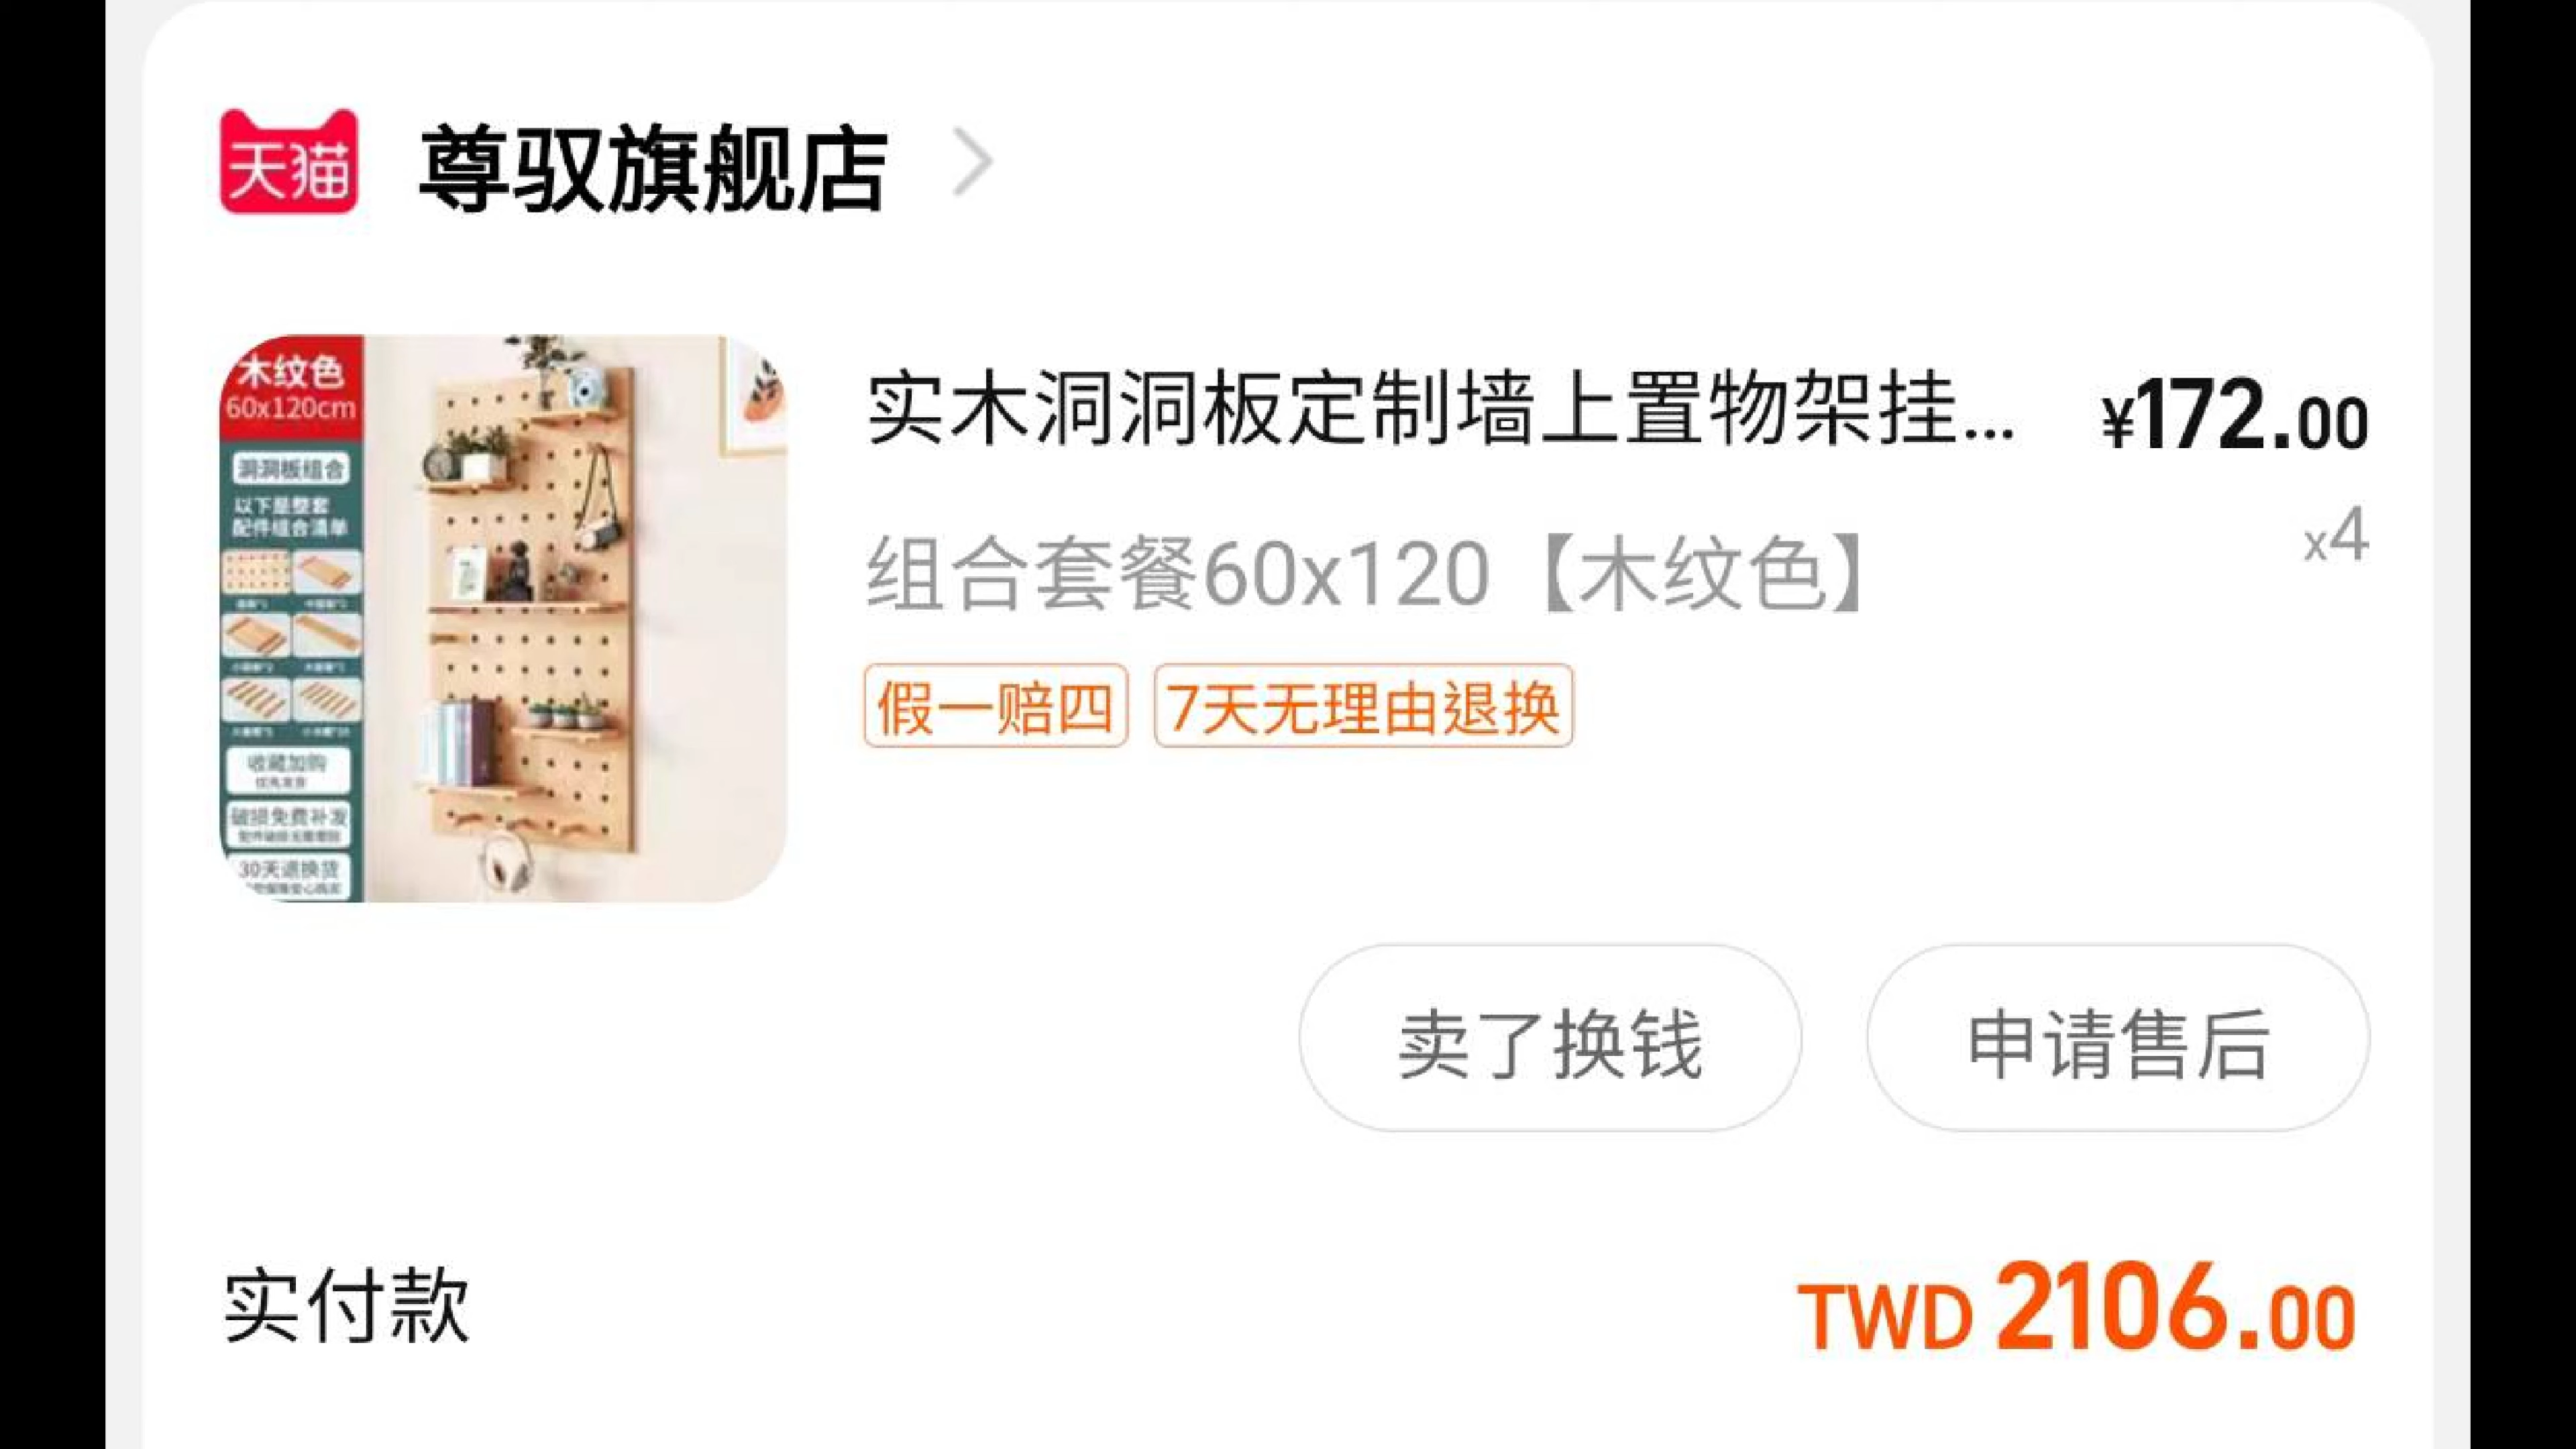 天猫 尊驭旗舰店
木纹色
60x120cm
洞洞板组合
以下是整套
配件组合清单
收藏加购
破损免费补发
30天退换货
实木洞洞板定制墙上置物架挂... ¥172.00
组合套餐60x120【木纹色】 x4
假一赔四 7天无理由退换
卖了换钱 申请售后
实付款 TWD 2106.00